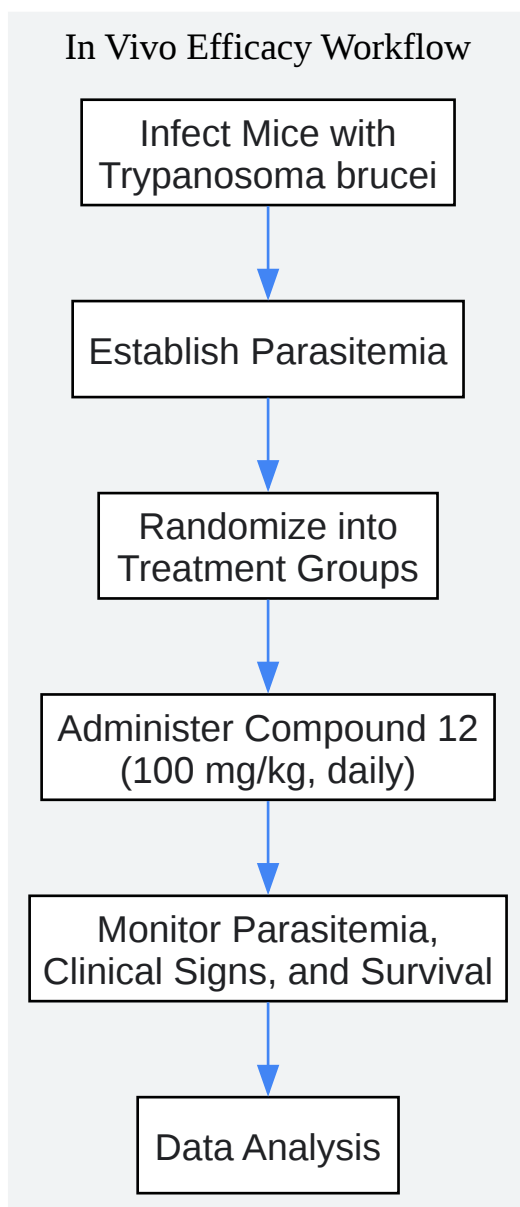 In Vivo Efficacy Workflow
Infect Mice with
Trypanosoma brucei
Establish Parasitemia
Randomize into
Treatment Groups
Administer Compound 12
(100 mg/kg, daily)
Monitor Parasitemia,
Clinical Signs, and Survival
Data Analysis